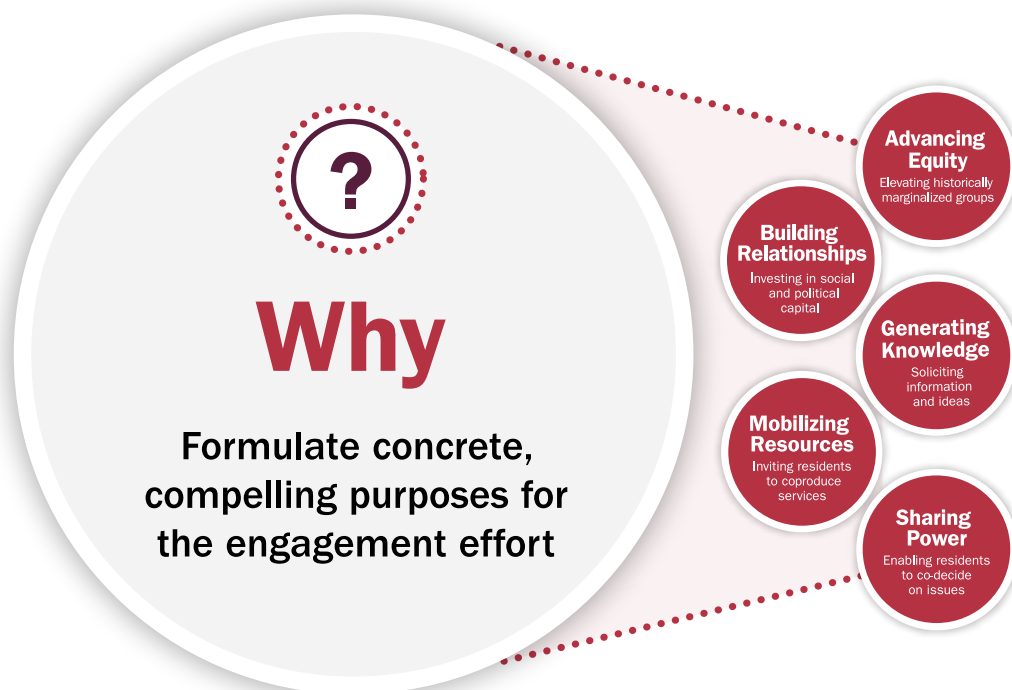 ?
Why
Formulate concrete,
compelling purposes for
the engagement effort
Advancing
Equity
Elevating historically
marginalized groups
Building
Relationships
Investing in social
and political
capital
Generating
Knowledge
Soliciting
information
and ideas
Mobilizing
Resources
Inviting residents
to coproduce
services
Sharing
Power
Enabling residents
to co-decide
on issues